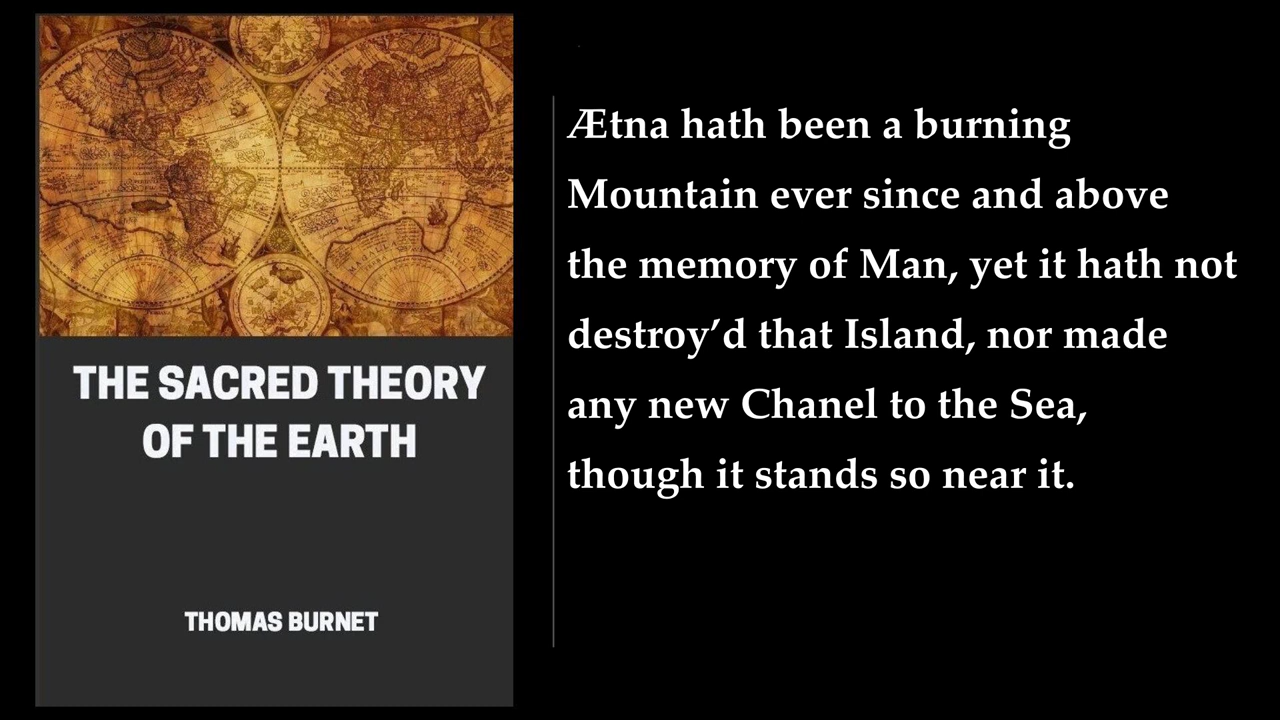 THE SACRED THEORY
OF THE EARTH
THOMAS BURNET
Ætna hath been a burning
Mountain ever since and above
the memory of Man, yet it hath not
destroy’d that Island, nor made
any new Chanel to the Sea,
though it stands so near it.